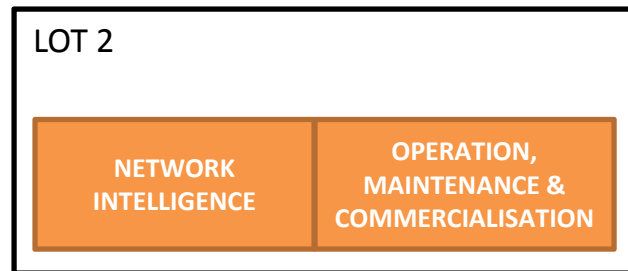 LOT 2
NETWORK
INTELLIGENCE
OPERATION,
MAINTENANCE &
COMMERCIALISATION